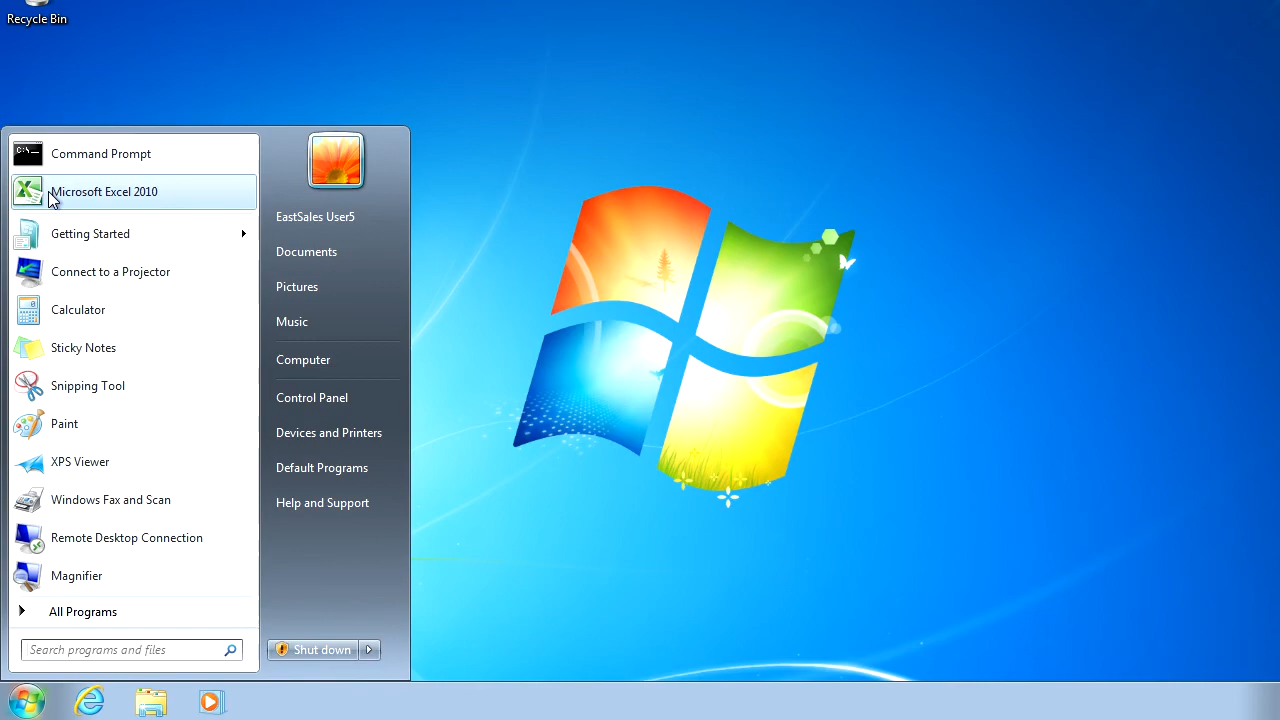 Recycle Bin
Command Prompt
Microsoft Excel 2010
Getting Started
Connect to a Projector
Calculator
Sticky Notes
Snipping Tool
Paint
XPS Viewer
Windows Fax and Scan
Remote Desktop Connection
Magnifier
All Programs
Search programs and files
EastSales User5
Documents
Pictures
Music
Computer
Control Panel
Devices and Printers
Default Programs
Help and Support
Shut down